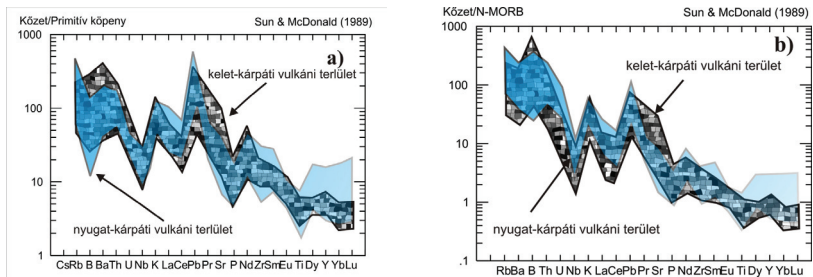 Kőzet/Primitív köpeny Sun & McDonald (1989)
a)
1000
100
10
1
kelet-kárpáti vulkáni terület
nyugat-kárpáti vulkáni terület
CsRb B BaTh U Nb K LaCePbPr Sr P NdZrSmEu Ti Dy Y YbLu
Kőzet/N-MORB Sun & McDonald (1989)
b)
1000
100
10
1
.1
kelet-kárpáti vulkáni terület
nyugat-kárpáti vulkáni terület
RbBa B Th U Nb K LaCePbPr Sr P NdZrSmEu Ti Dy Y YbLu